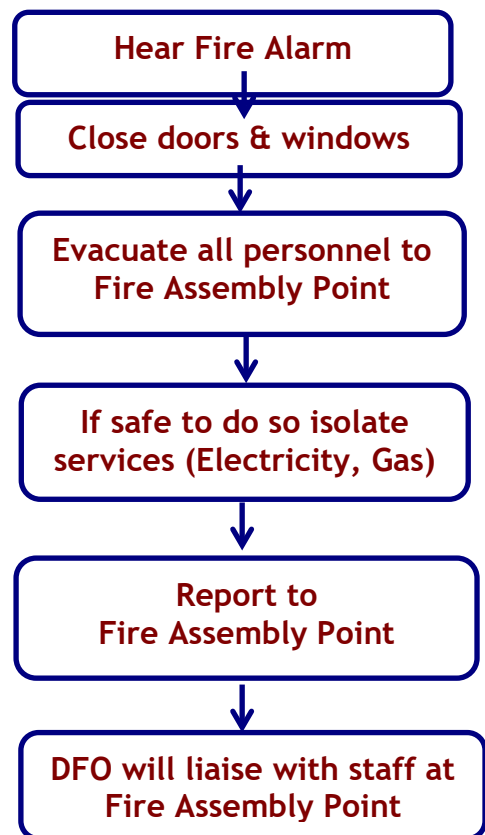 Hear Fire Alarm
Close doors & windows
Evacuate all personnel to
Fire Assembly Point
If safe to do so isolate
services (Electricity, Gas)
Report to
Fire Assembly Point
DFO will liaise with staff at
Fire Assembly Point